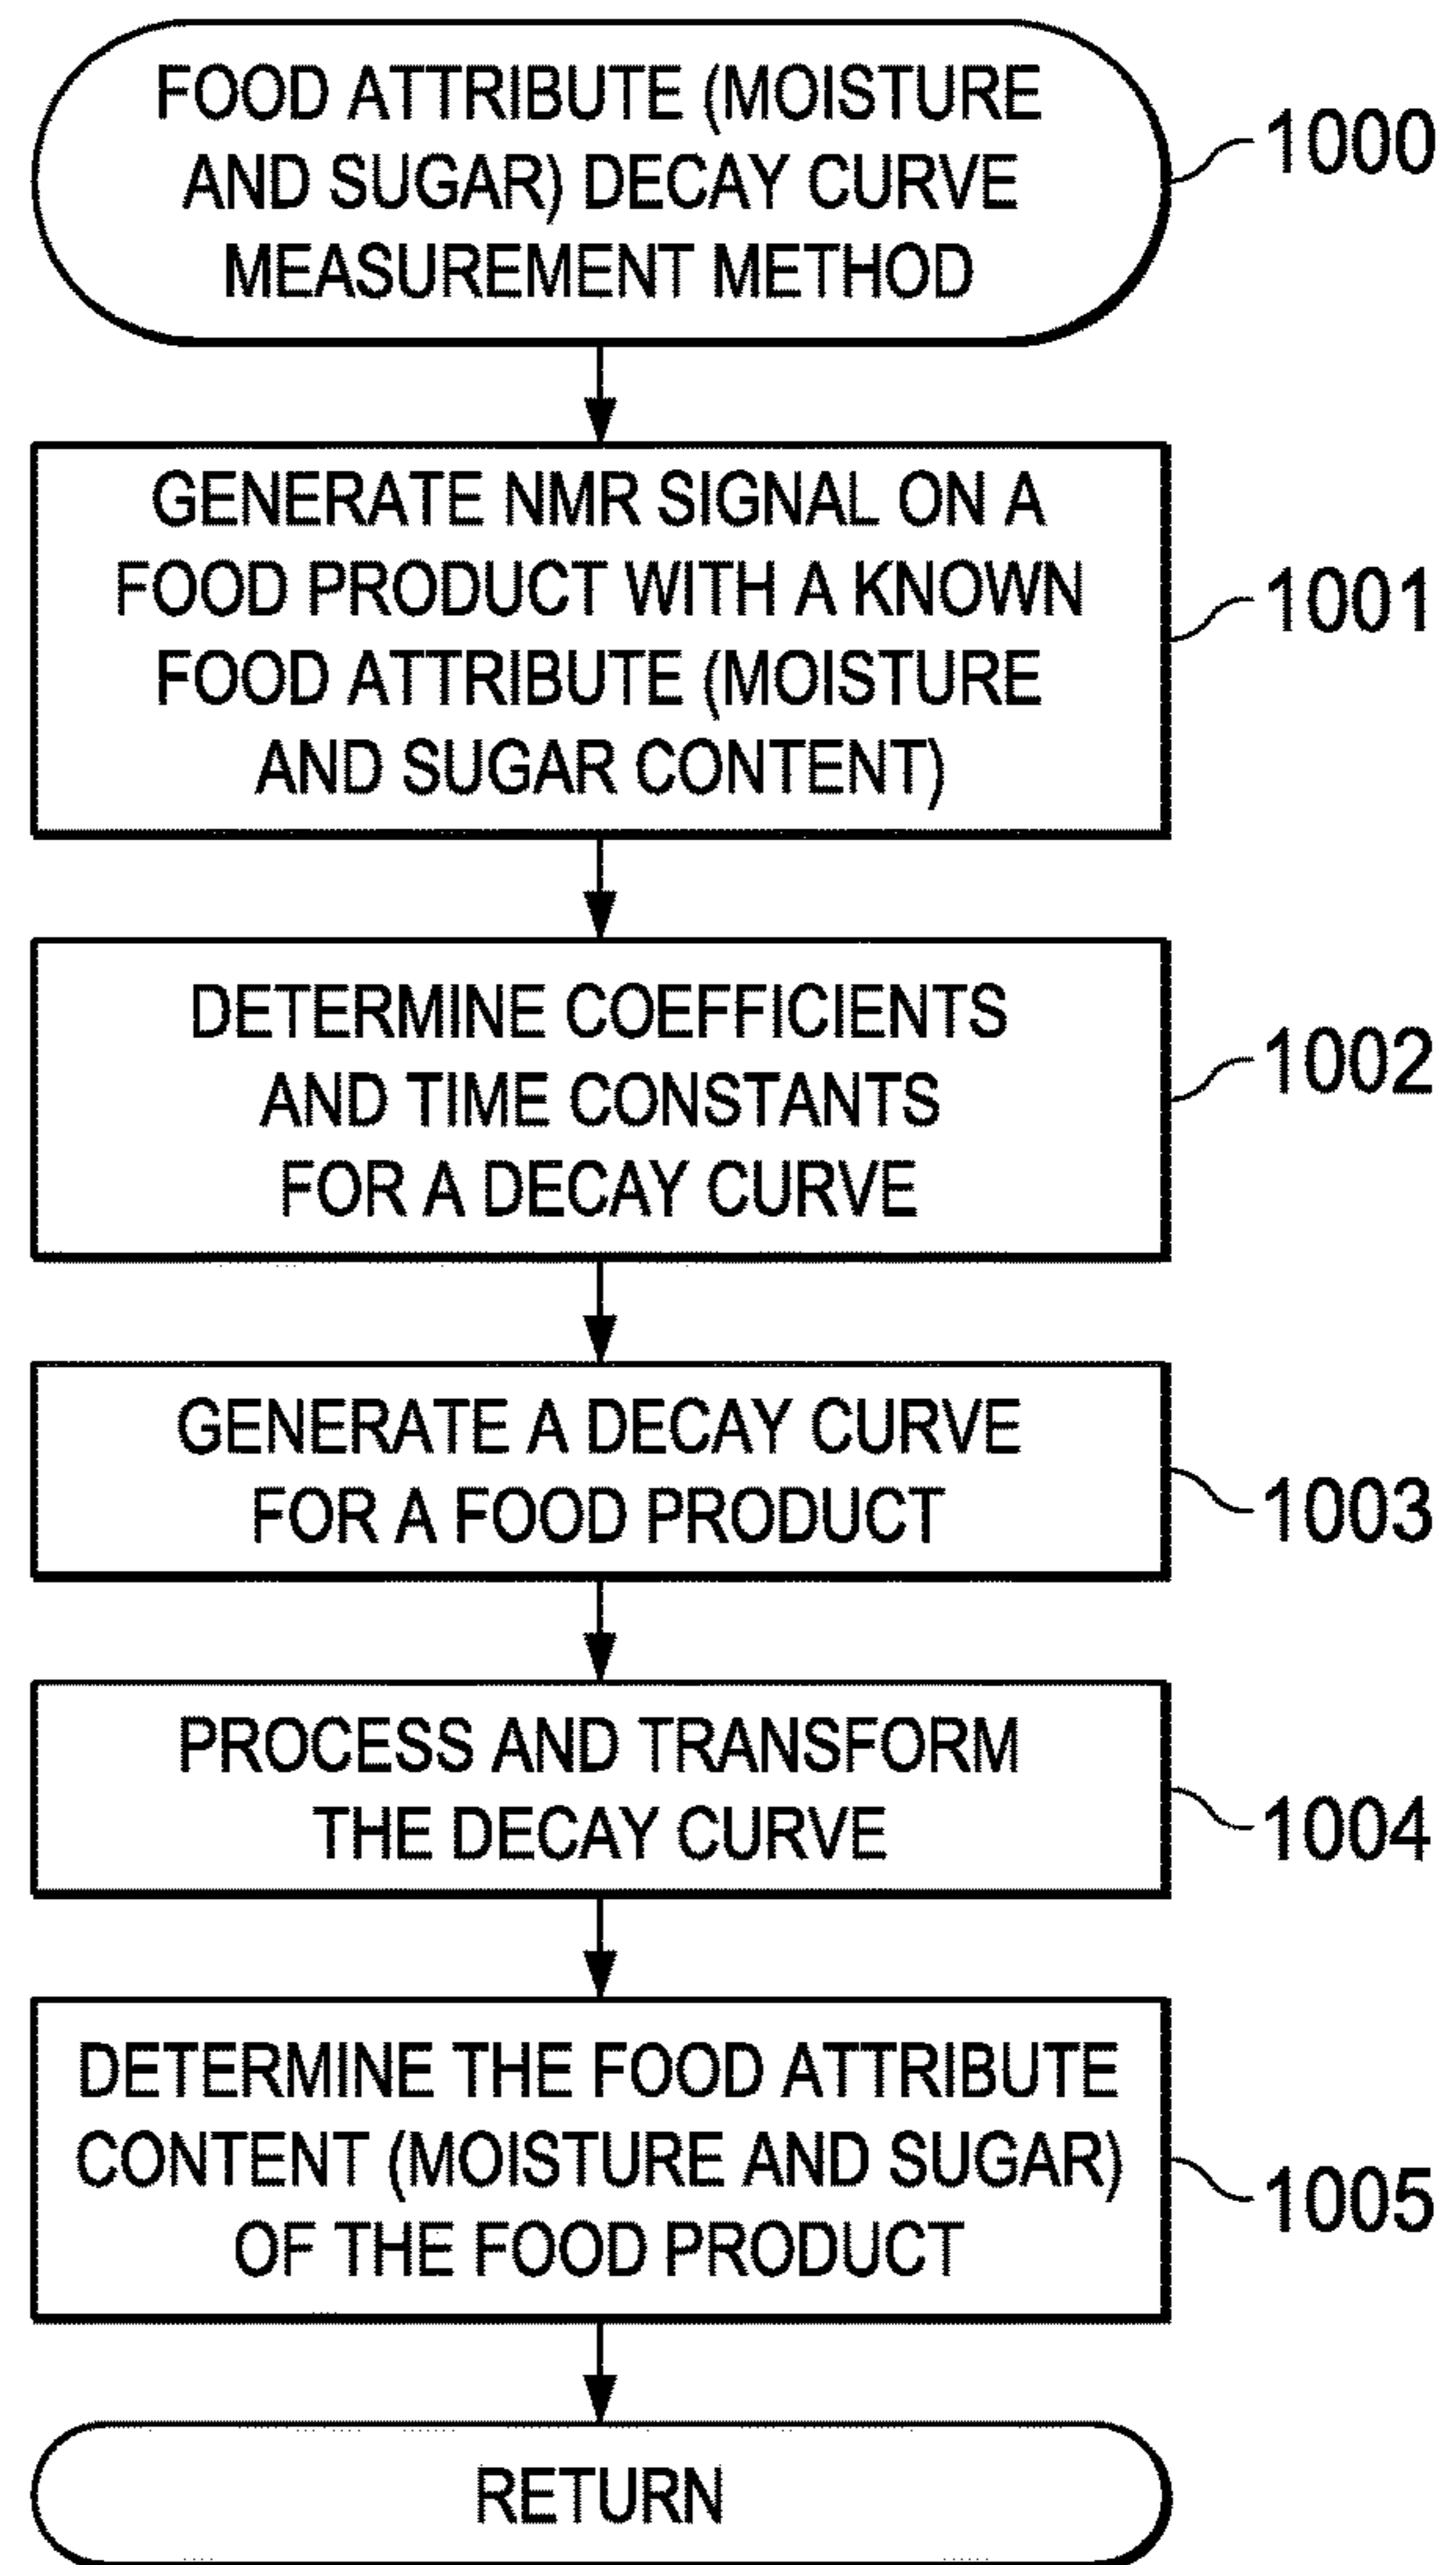 FOOD ATTRIBUTE (MOISTURE
AND SUGAR) DECAY CURVE
MEASUREMENT METHOD
1000
GENERATE NMR SIGNAL ON A
FOOD PRODUCT WITH A KNOWN
FOOD ATTRIBUTE (MOISTURE
AND SUGAR CONTENT)
1001
DETERMINE COEFFICIENTS
AND TIME CONSTANTS
FOR A DECAY CURVE
1002
GENERATE A DECAY CURVE
FOR A FOOD PRODUCT
1003
PROCESS AND TRANSFORM
THE DECAY CURVE
1004
DETERMINE THE FOOD ATTRIBUTE
CONTENT (MOISTURE AND SUGAR)
OF THE FOOD PRODUCT
1005
RETURN